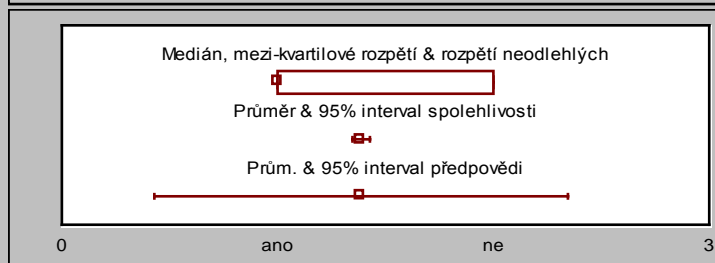 Medián, mezi-kvartilové rozpětí & rozpětí neodlehlých
Průměr & 95% interval spolehlivosti
Prům. & 95% interval předpovědi
0 ano ne 3